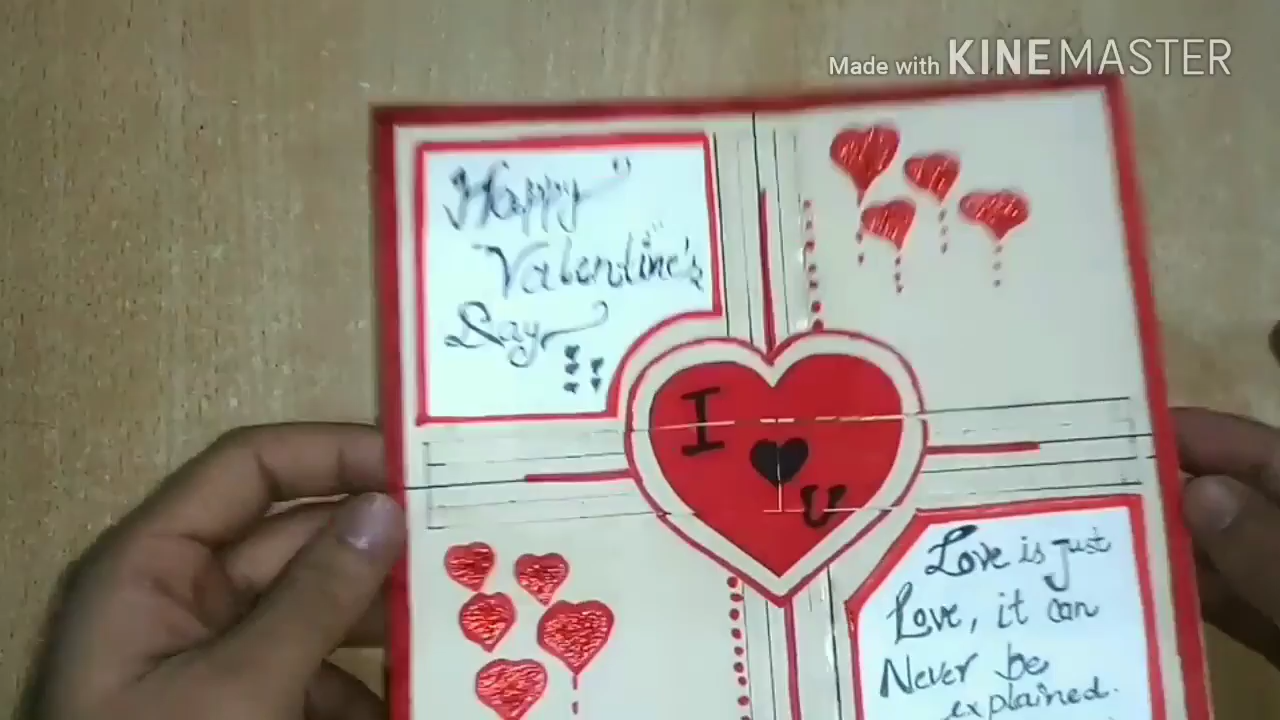 Made with KINEMASTER
Happy
Valentine's
Day
I
U
Love is just
Love, it can
Never be
explained.